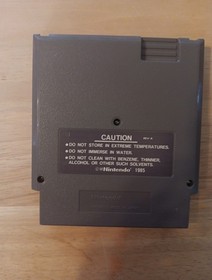 CAUTION
● DO NOT STORE IN EXTREME TEMPERATURES.
● DO NOT IMMERSE IN WATER.
● DO NOT CLEAN WITH BENZENE, THINNER,
ALCOHOL OR OTHER SUCH SOLVENTS.
Nintendo 1985